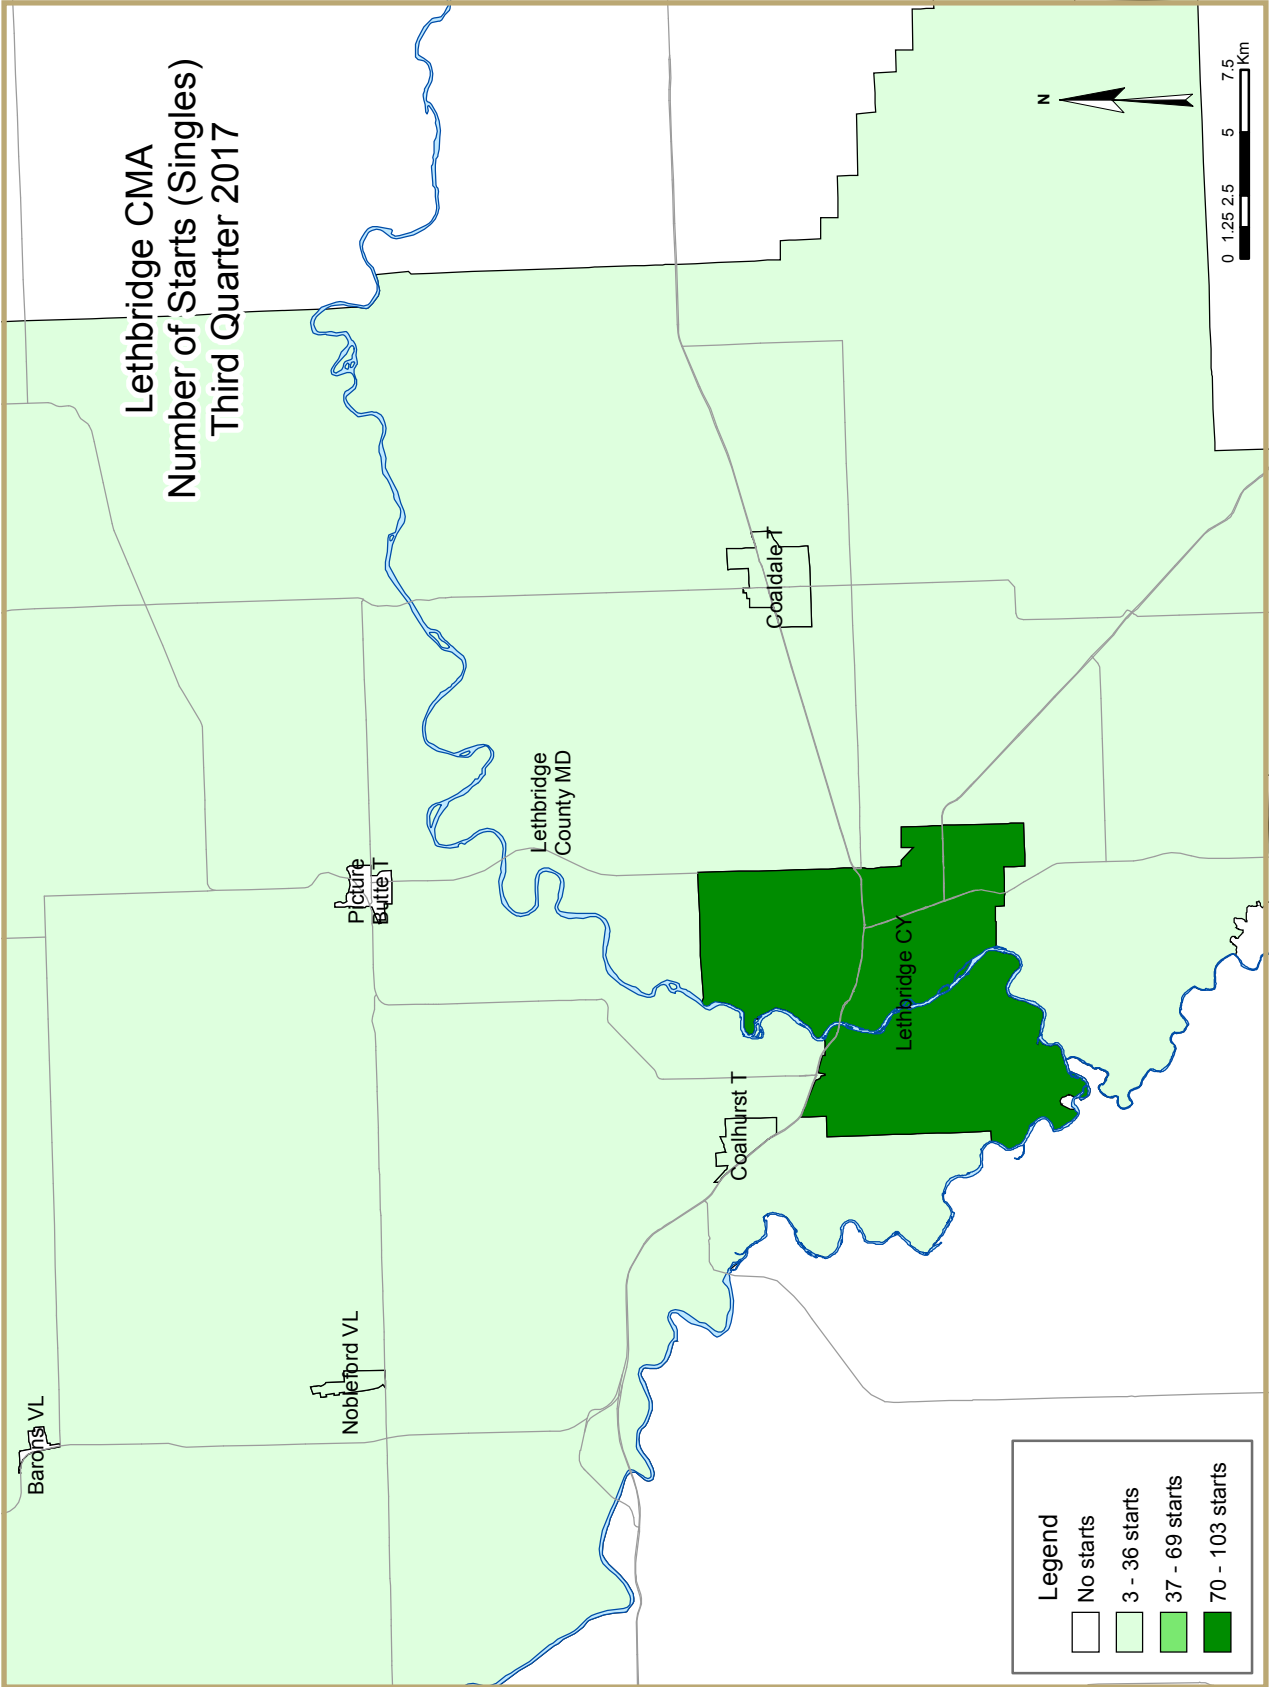 Lethbridge CMA
Number of Starts (Singles)
Third Quarter 2017
Barons VL
Nobleford VL
Picture
Butte T
Lethbridge
County MD
Coalhurst T
Coaldale T
Lethbridge CY
Legend
No starts
3 - 36 starts
37 - 69 starts
70 - 103 starts
N
0 1.25 2.5 5 7.5
Km